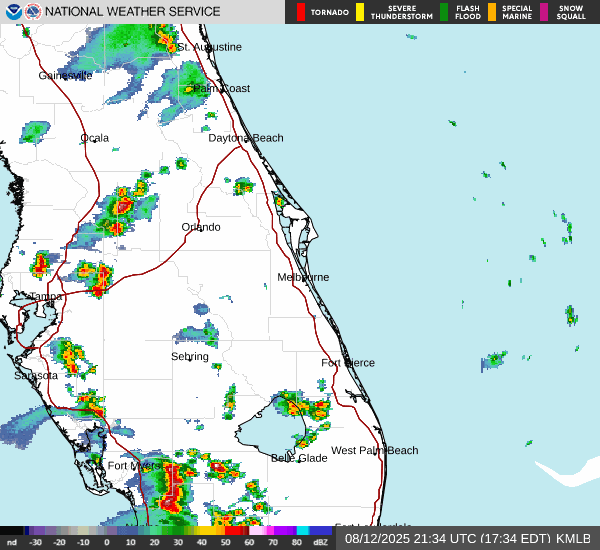 NATIONAL WEATHER SERVICE
TORNADO
SEVERE
THUNDERSTORM
FLASH
FLOOD
SPECIAL
MARINE
SNOW
SQUALL
St. Augustine
Gainesville
Palm Coast
Ocala
Daytona Beach
Orlando
Melbourne
Tampa
Sebring
Fort Pierce
Sarasota
West Palm Beach
Belle Glade
Fort Myers
nd -30 -20 -10 0 10 20 30 40 50 60 70 80 dBZ
08/12/2025 21:34 UTC (17:34 EDT) KMLB